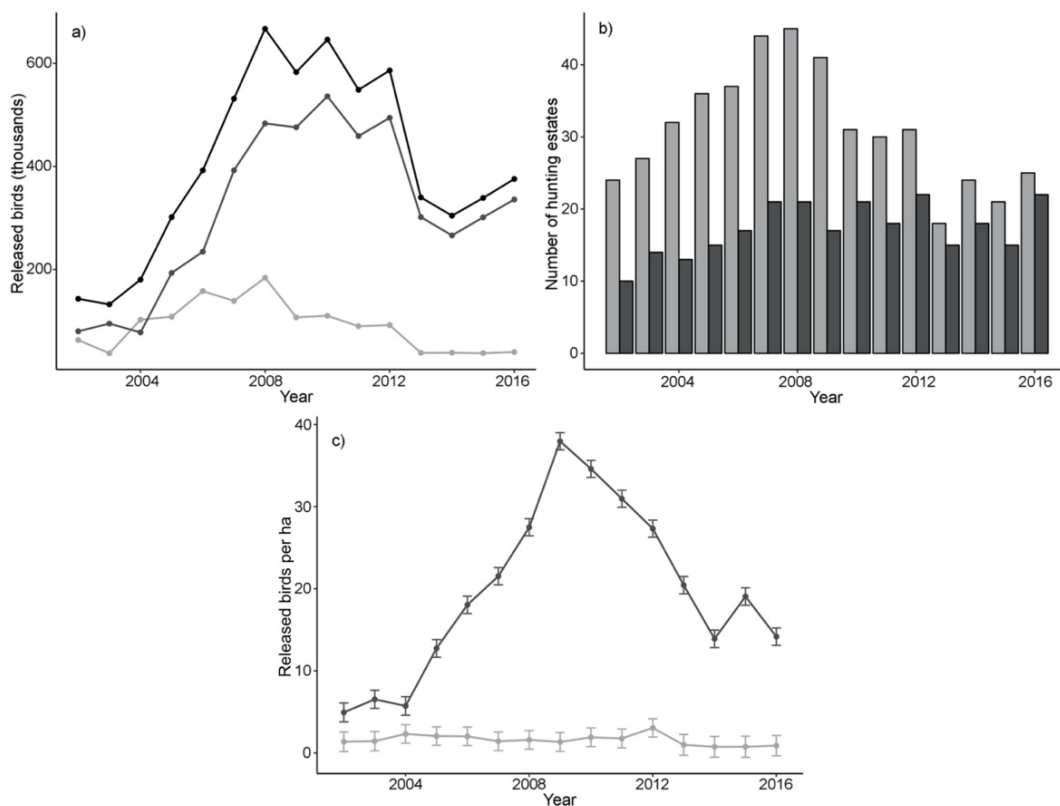 a)
Released birds (thousands)
600
400
200
2004 2008 2012 2016
Year
b)
Number of hunting estates
40
30
20
10
0
2004 2008 2012 2016
Year
c)
Released birds per ha
40
30
20
10
0
2004 2008 2012 2016
Year